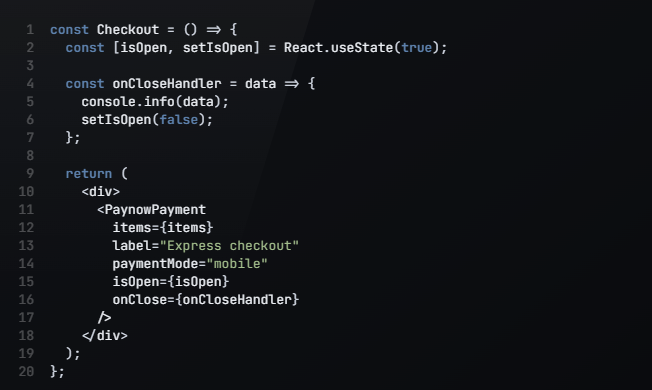 1 const Checkout = () => {
2   const [isOpen, setIsOpen] = React.useState(true);
3
4   const onCloseHandler = data => {
5     console.info(data);
6     setIsOpen(false);
7   };
8
9   return (
10     <div>
11       <PaynowPayment
12         items={items}
13         label="Express checkout"
14         paymentMode="mobile"
15         isOpen={isOpen}
16         onClose={onCloseHandler}
17       />
18     </div>
19   );
20 };